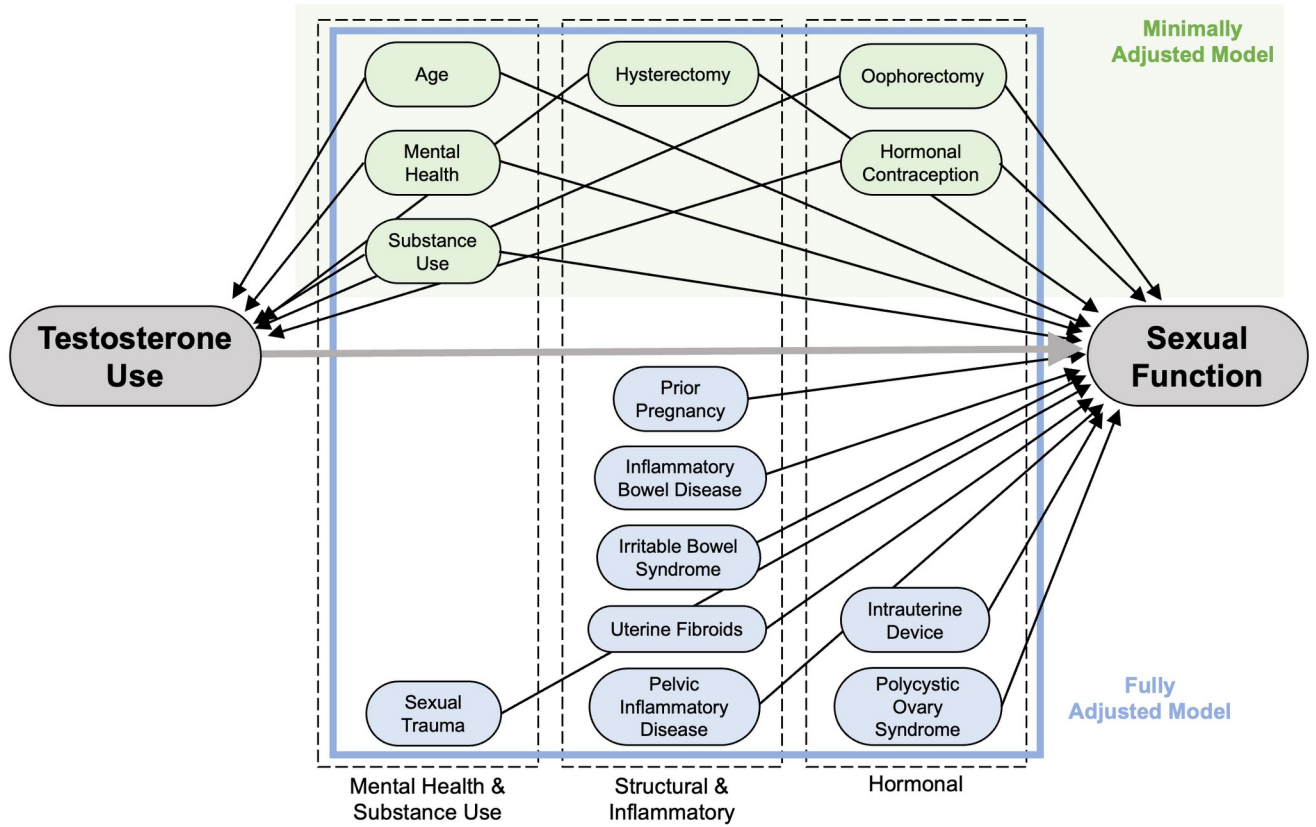 Minimally
Adjusted Model
Age
Hysterectomy
Oophorectomy
Mental
Health
Hormonal
Contraception
Substance
Use
Testosterone
Use
Sexual
Function
Prior
Pregnancy
Inflammatory
Bowel Disease
Irritable Bowel
Syndrome
Uterine Fibroids
Intrauterine
Device
Sexual
Trauma
Pelvic
Inflammatory
Disease
Polycystic
Ovary
Syndrome
Fully
Adjusted Model
Mental Health &
Substance Use
Structural &
Inflammatory
Hormonal